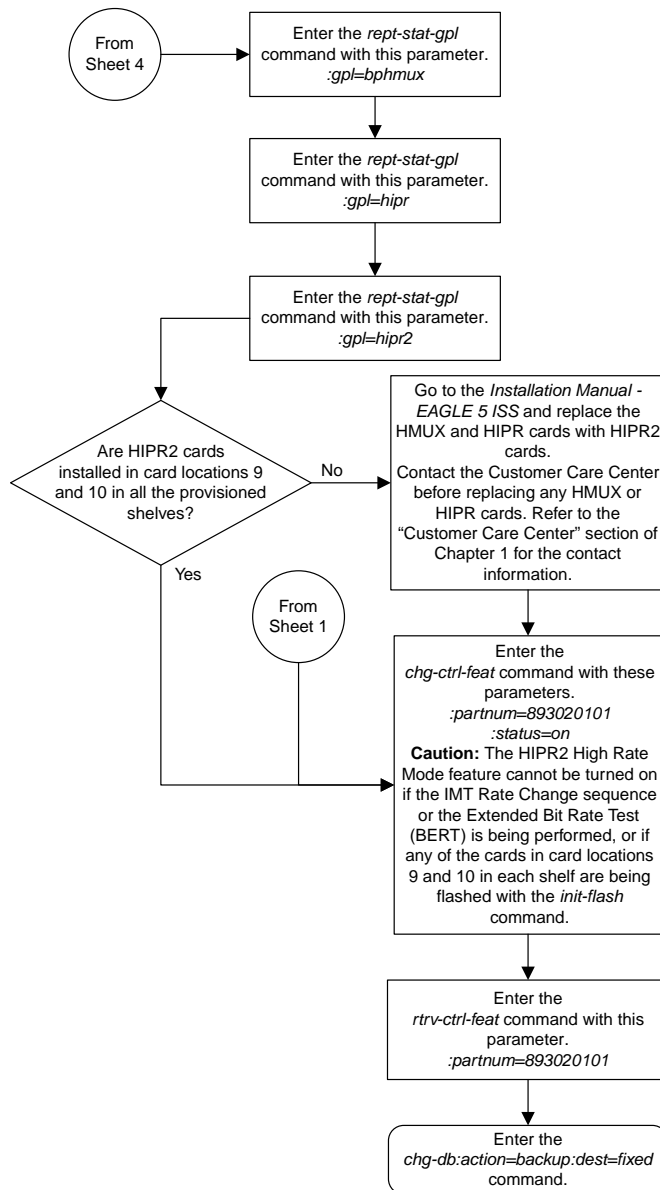 From
Sheet 4
Enter the rept-stat-gpl
command with this parameter.
:gpl=bphmux
Enter the rept-stat-gpl
command with this parameter.
:gpl=hipr
Enter the rept-stat-gpl
command with this parameter.
:gpl=hipr2
Are HIPR2 cards
installed in card locations 9
and 10 in all the provisioned
shelves?
No
Yes
Go to the Installation Manual -
EAGLE 5 ISS and replace the
HMUX and HIPR cards with HIPR2
cards.
Contact the Customer Care Center
before replacing any HMUX or
HIPR cards. Refer to the
“Customer Care Center” section of
Chapter 1 for the contact
information.
From
Sheet 1
Enter the
chg-ctrl-feat command with these
parameters.
:partnum=893020101
:status=on
Caution: The HIPR2 High Rate
Mode feature cannot be turned on
if the IMT Rate Change sequence
or the Extended Bit Rate Test
(BERT) is being performed, or if
any of the cards in card locations
9 and 10 in each shelf are being
flashed with the init-flash
command.
Enter the
rtrv-ctrl-feat command with this
parameter.
:partnum=893020101
Enter the
chg-db:action=backup:dest=fixed
command.